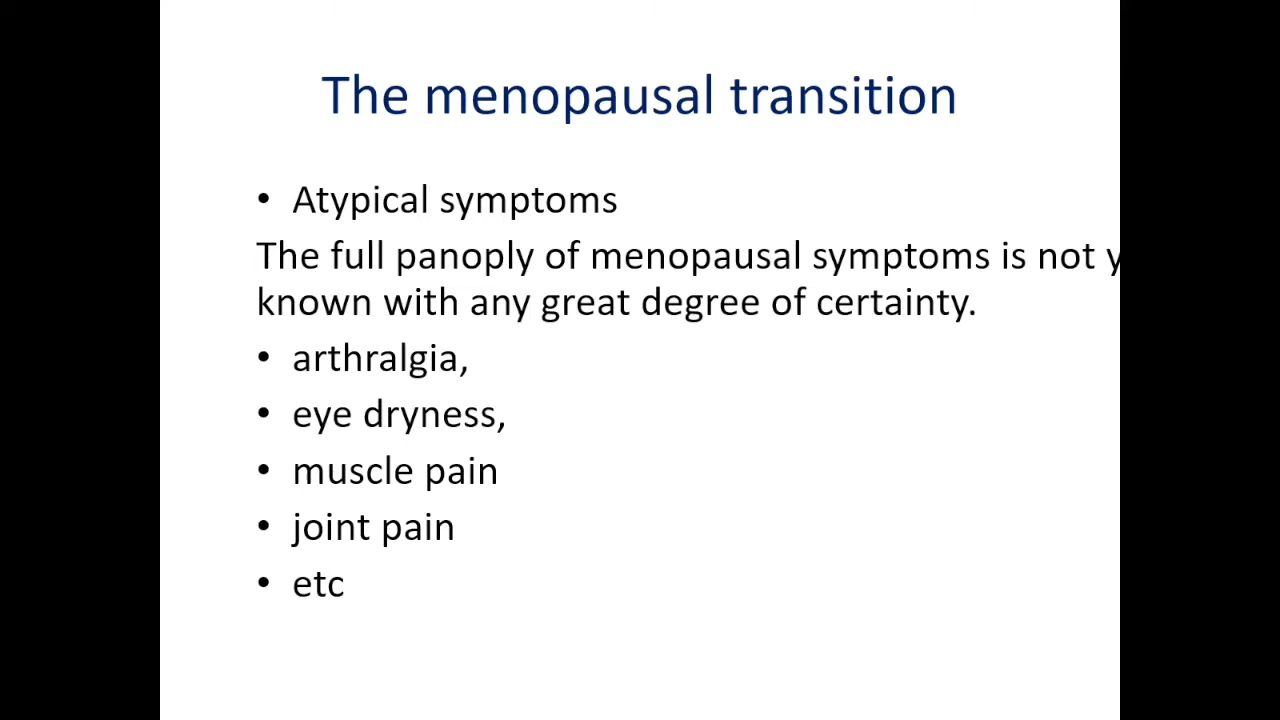 The menopausal transition
• Atypical symptoms
The full panoply of menopausal symptoms is not
known with any great degree of certainty.
• arthralgia,
• eye dryness,
• muscle pain
• joint pain
• etc